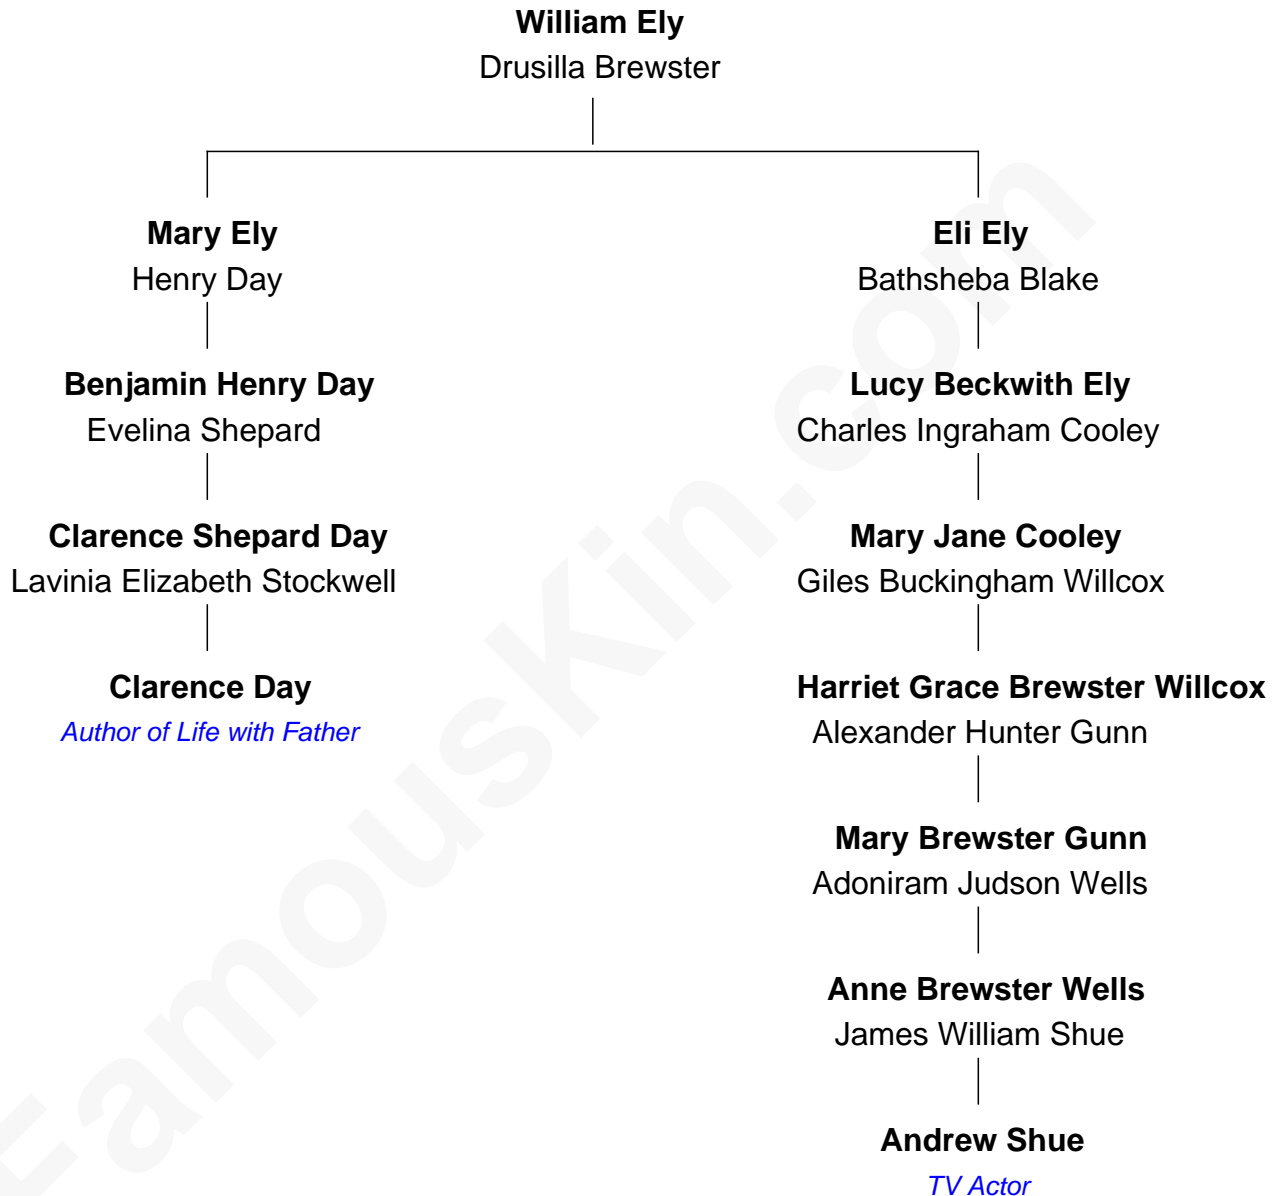 William Ely
Drusilla Brewster
Mary Ely
Henry Day
Benjamin Henry Day
Evelina Shepard
Clarence Shepard Day
Lavinia Elizabeth Stockwell
Clarence Day
Author of Life with Father
Eli Ely
Bathsheba Blake
Lucy Beckwith Ely
Charles Ingraham Cooley
Mary Jane Cooley
Giles Buckingham Willcox
Harriet Grace Brewster Willcox
Alexander Hunter Gunn
Mary Brewster Gunn
Adoniram Judson Wells
Anne Brewster Wells
James William Shue
Andrew Shue
TV Actor
FamousKin.com